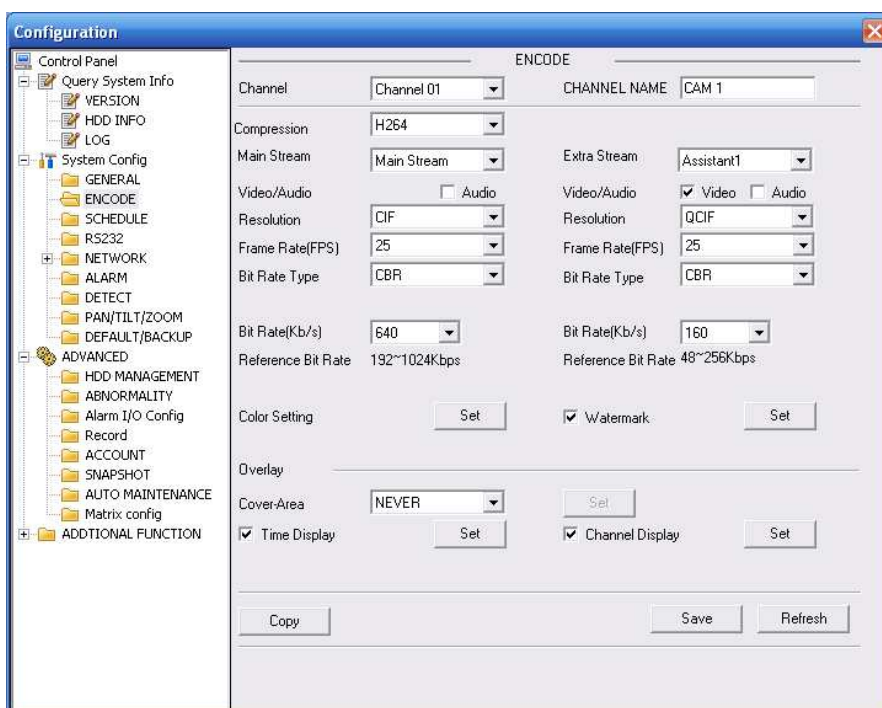 Configuration
Control Panel
Query System Info
VERSION
HDD INFO
LOG
System Config
GENERAL
ENCODE
SCHEDULE
RS232
NETWORK
ALARM
DETECT
PAN/TILT/ZOOM
DEFAULT/BACKUP
ADVANCED
HDD MANAGEMENT
ABNORMALITY
Alarm I/O Config
Record
ACCOUNT
SNAPSHOT
AUTO MAINTENANCE
Matrix config
ADDTIONAL FUNCTION
ENCODE
Channel Channel 01 CHANNEL NAME CAM 1
Compression H264
Main Stream Main Stream Extra Stream Assistant1
Video/Audio Audio Video/Audio Video Audio
Resolution CIF Resolution QCIF
Frame Rate(FPS) 25 Frame Rate(FPS) 25
Bit Rate Type CBR Bit Rate Type CBR
Bit Rate(Kb/s) 640 Bit Rate(Kb/s) 160
Reference Bit Rate 192~1024Kbps Reference Bit Rate 48~256Kbps
Color Setting Set Watermark Set
Overlay
Cover-Area NEVER Set
Time Display Set Channel Display Set
Copy Save Refresh